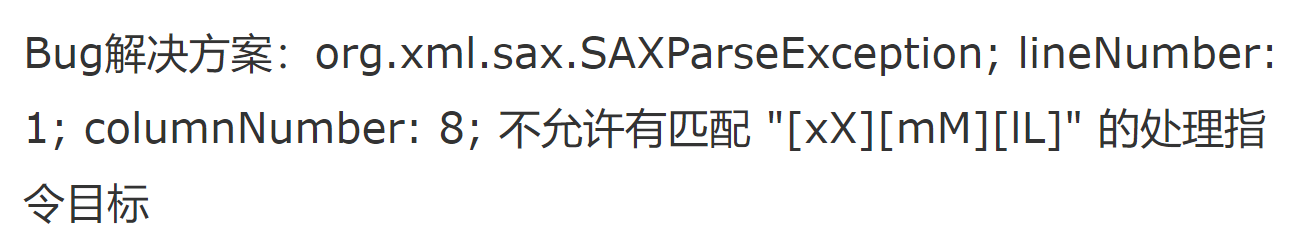 Bug解决方案：org.xml.sax.SAXParseException; lineNumber:
1; columnNumber: 8; 不允许有匹配 "[xX][mM][lL]" 的处理指
令目标